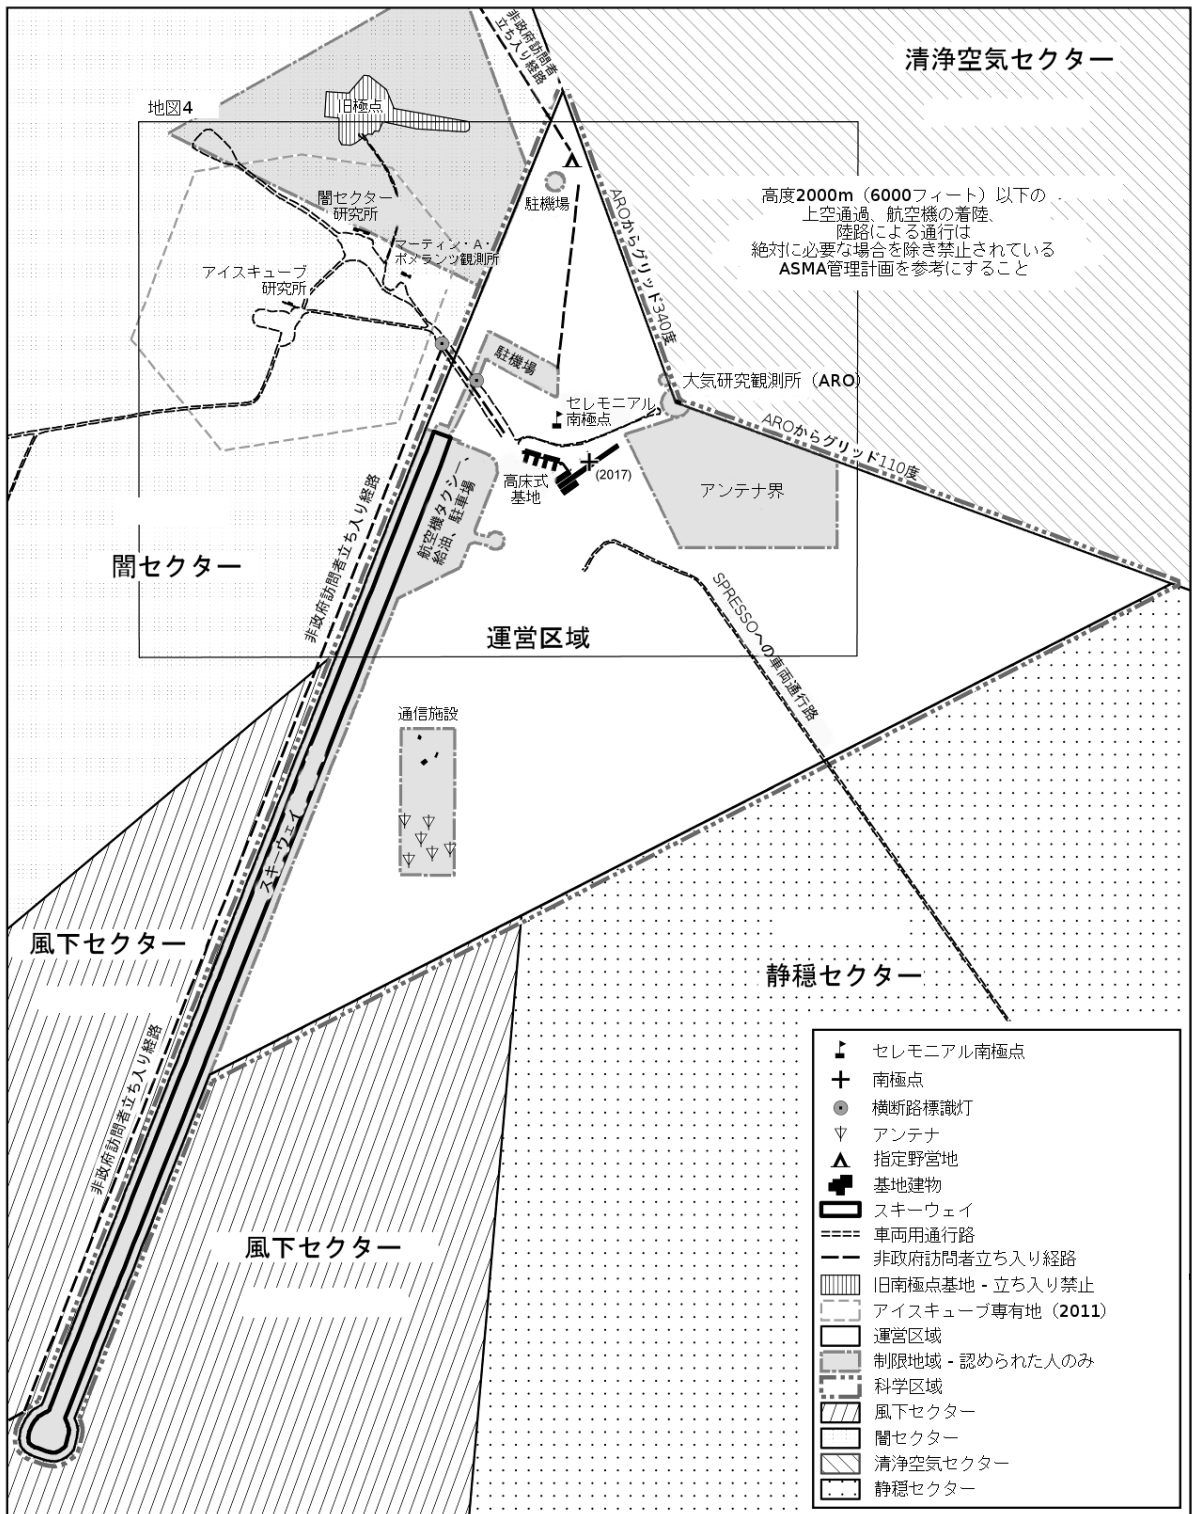 非政府訪問者
立ち入り経路
清浄空気セクター
地図4
旧極点
高度2000m（6000フィート）以下の
上空通過、航空機の着陸、
陸路による通行は
絶対に必要な場合を除き禁止されている
ASMA管理計画を参考にすること
駐機場
闇セクター
研究所
マーティン・A・
ポメランツ観測所
アイスキューブ
研究所
AROからグリッド340度
駐機場
大気研究観測所（ARO）
セレモニアル
南極点
AROからグリッド110度
(2017)
高床式
基地
アンテナ界
航空機タクシー、
給油、駐車場
非政府訪問者立ち入り経路
闇セクター
運営区域
SPRESSOへの車両通行路
通信施設
スキーウェイ
風下セクター
静穏セクター
非政府訪問者立ち入り経路
風下セクター
セレモニアル南極点
南極点
横断路標識灯
アンテナ
指定野営地
基地建物
スキーウェイ
車両用通行路
非政府訪問者立ち入り経路
旧南極点基地 - 立ち入り禁止
アイスキューブ専有地（2011）
運営区域
制限地域 - 認められた人のみ
科学区域
風下セクター
闇セクター
清浄空気セクター
静穏セクター